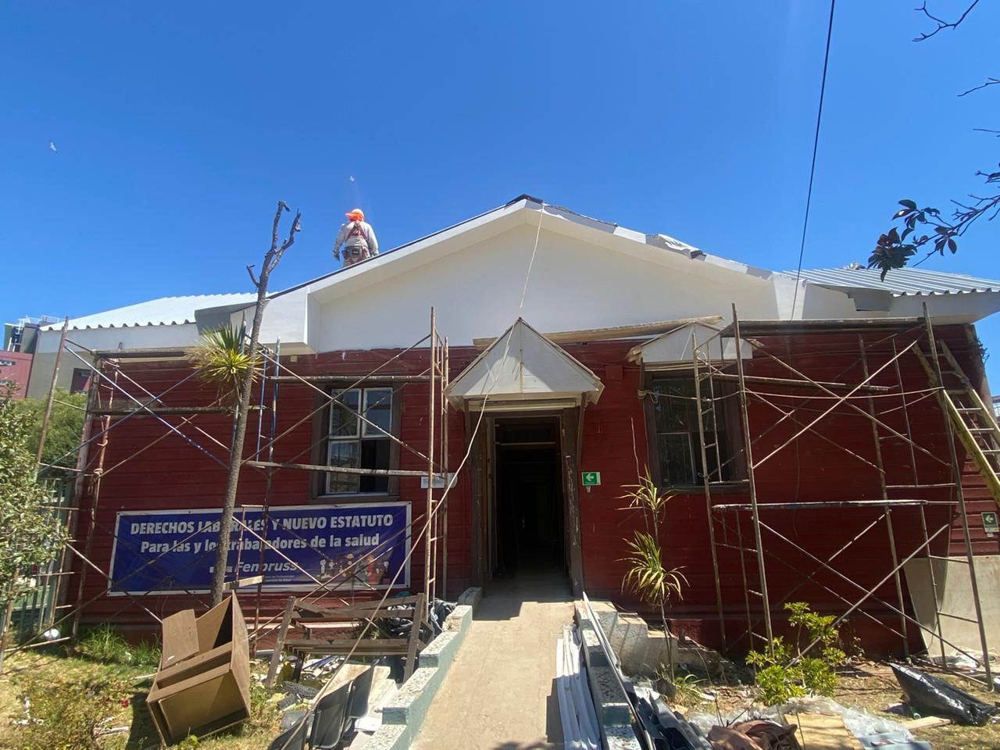 DERECHOS LABORALES Y NUEVO ESTATUTO
Para las y los trabajadores de la salud
Fenpruss